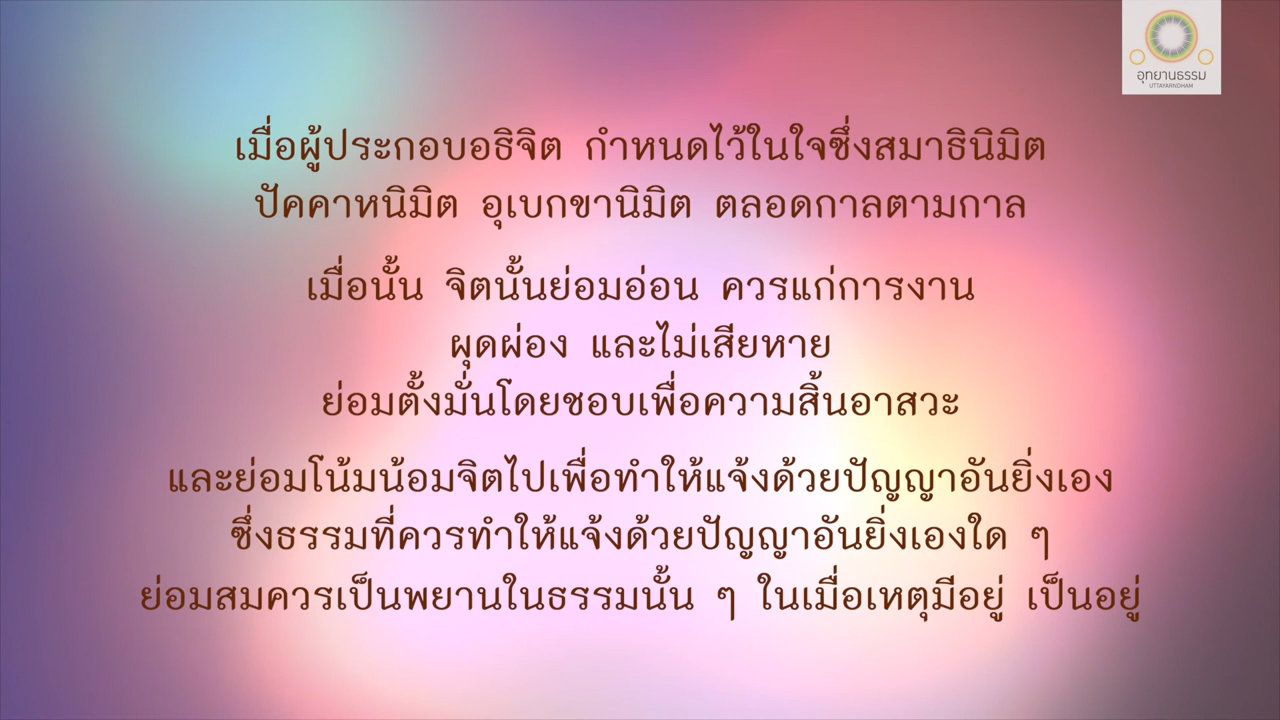 อุทยานธรรม
UTTAYARNDHAM
เมื่อผู้ประกอบอธิจิต กำหนดไว้ในใจซึ่งสมาธินิมิต
ปัคคาหนิมิต อุเบกขานิมิต ตลอดกาลตามกาล
เมื่อนั้น จิตนั้นย่อมอ่อน ควรแก่การงาน
ผุดผ่อง และไม่เสียหาย
ย่อมตั้งมั่นโดยชอบเพื่อความสิ้นอาสวะ
และย่อมโน้มน้อมจิตไปเพื่อทำให้แจ้งด้วยปัญญาอันยิ่งเอง
ซึ่งธรรมที่ควรทำให้แจ้งด้วยปัญญาอันยิ่งเองใด ๆ
ย่อมสมควรเป็นพยานในธรรมนั้น ๆ ในเมื่อเหตุมีอยู่ เป็นอยู่